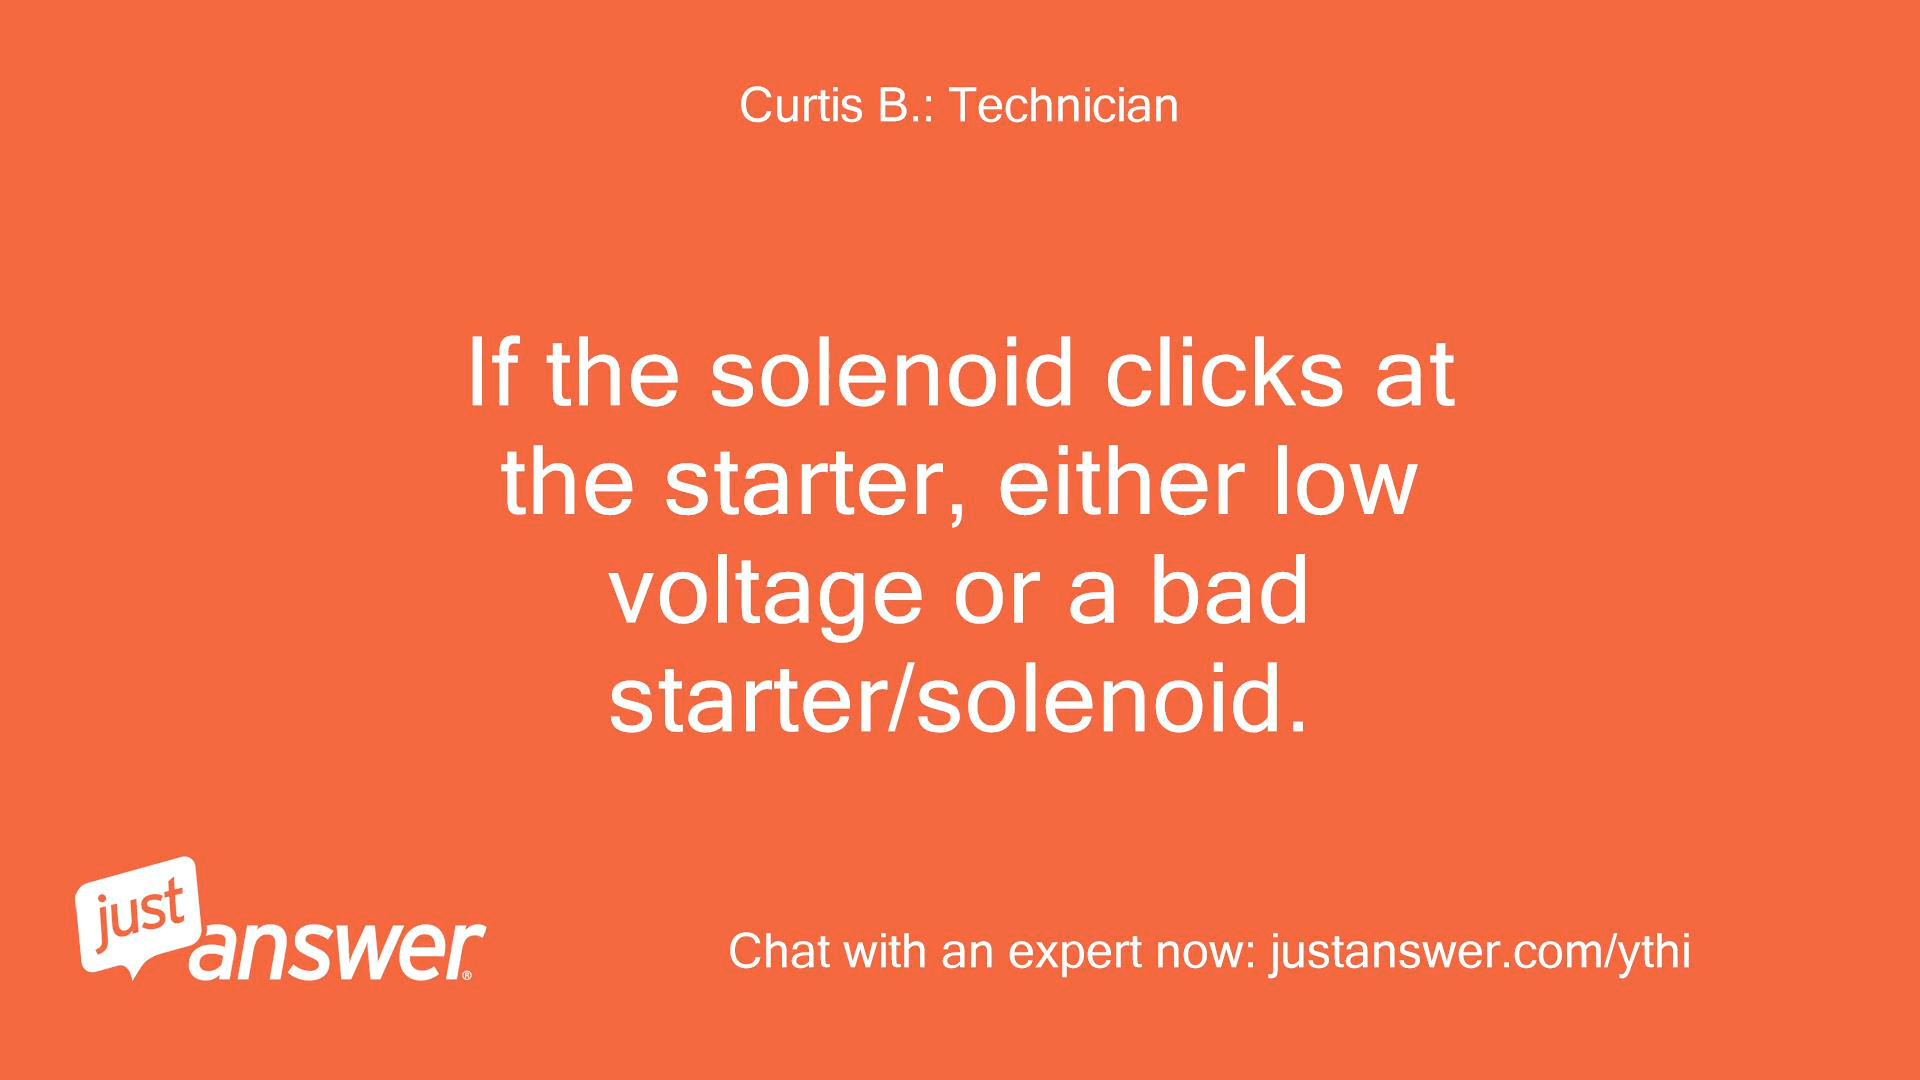 Curtis B.: Technician
If the solenoid clicks at
the starter, either low
voltage or a bad
starter/solenoid.
just
answer®
Chat with an expert now: justanswer.com/ythi